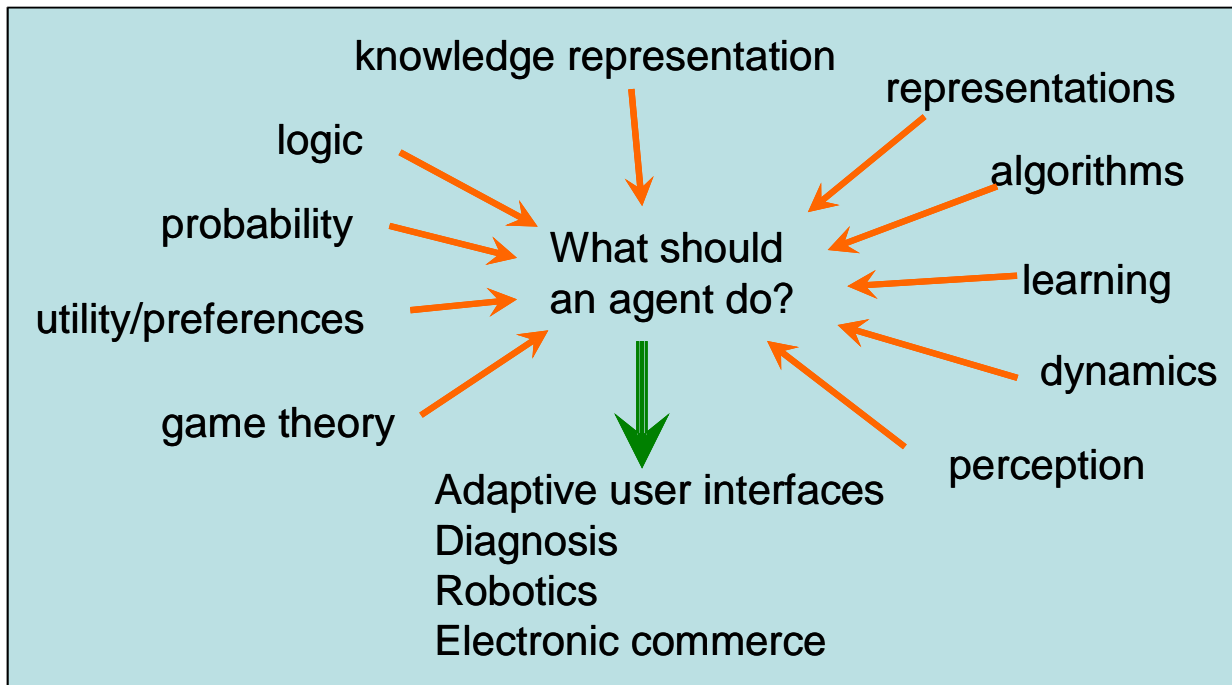 knowledge representation
representations
logic
algorithms
probability
What should
an agent do?
learning
utility/preferences
dynamics
game theory
perception
Adaptive user interfaces
Diagnosis
Robotics
Electronic commerce